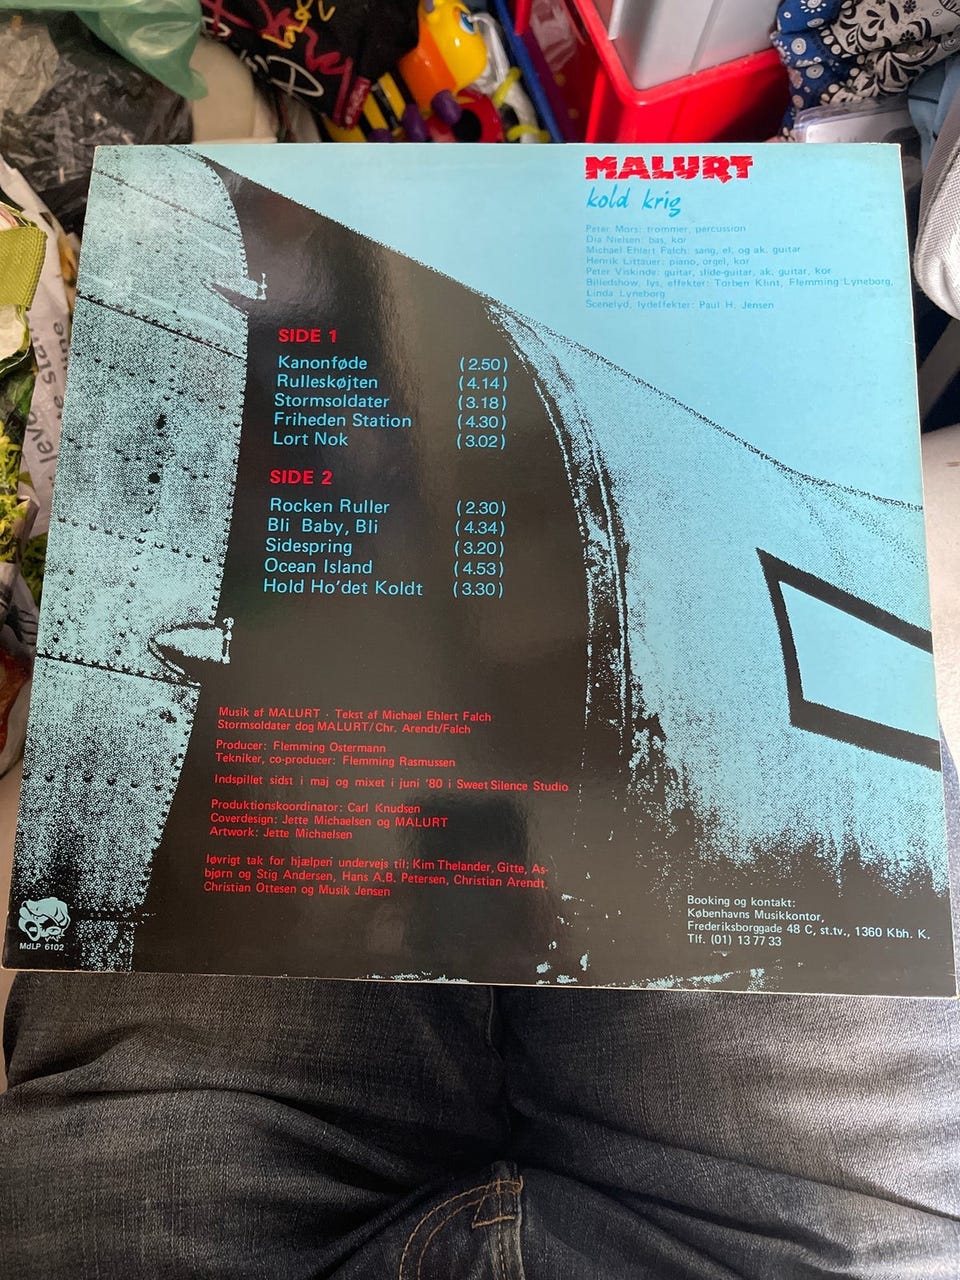 MALURT
kold krig
Peter Mors: trommer, percussion
Dia Nielsen: bas, kor
Michael Ehlert Falch: sang, el. og ak. guitar
Henrik Littauer: piano, orgel, kor
Peter Viskinde: guitar, slide-guitar, ak. guitar, kor
Billedshow, lys, effekter: Torben Klint, Flemming Lyneborg,
Linda Lyneborg
Scenelyd, lydeffekter: Paul H. Jensen
SIDE 1
Kanonføde (2.50)
Rulleskøjten (4.14)
Stormsoldater (3.18)
Friheden Station (4.30)
Lort Nok (3.02)
SIDE 2
Rocken Ruller (2.30)
Bli Baby, Bli (4.34)
Sidespring (3.20)
Ocean Island (4.53)
Hold Ho'det Koldt (3.30)
Musik af MALURT · Tekst af Michael Ehlert Falch
Stormsoldater dog MALURT/Chr. Arendt/Falch
Producer: Flemming Ostermann
Tekniker, co-producer: Flemming Rasmussen
Indspillet sidst i maj og mixet i juni '80 i Sweet Silence Studio
Produktionskoordinator: Carl Knudsen
Coverdesign: Jette Michaelsen og MALURT
Artwork: Jette Michaelsen
Iøvrigt tak for hjælpen undervejs til: Kim Thelander, Gitte, As-
bjørn og Stig Andersen, Hans A.B. Petersen, Christian Arendt,
Christian Ottesen og Musik Jensen
Booking og kontakt:
Københavns Musikkontor,
Frederiksborggade 48 C, st.tv., 1360 Kbh. K.
Tlf. (01) 13 77 33
MdLP 6102